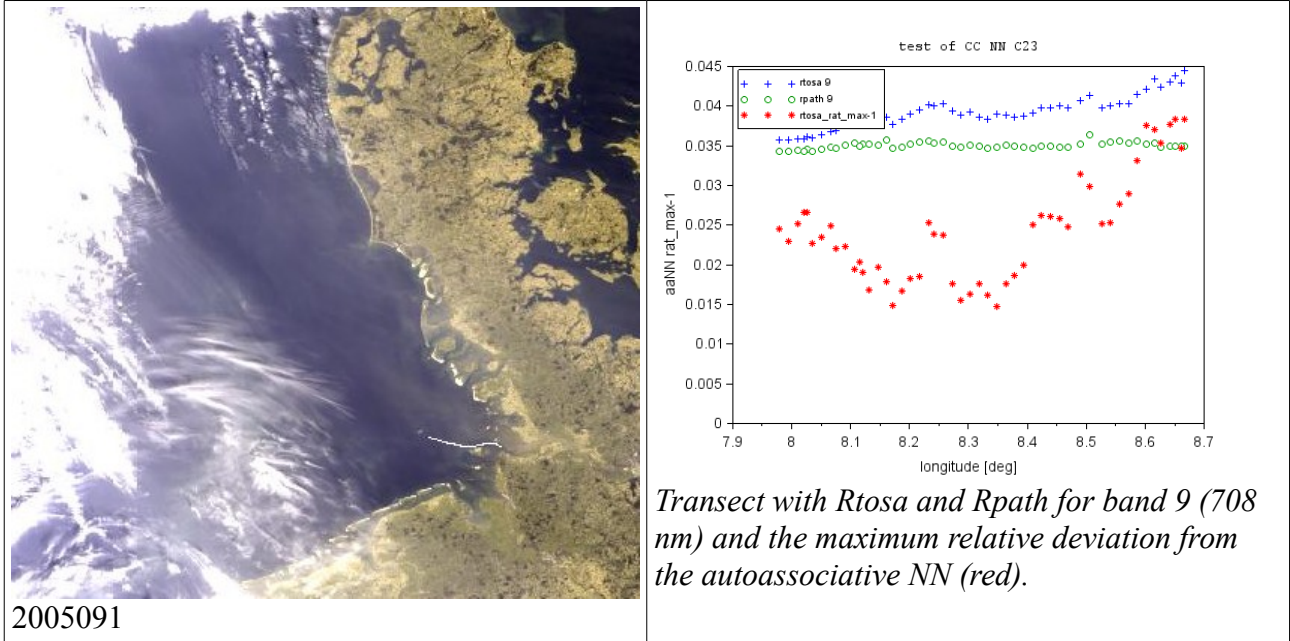 2005091
test of CC NN C23
0.045
0.04
0.035
0.03
0.025
0.02
0.015
0.01
0.005
0
aaNN rat_max-1
rtosa 9
rpath 9
rtosa_rat_max-1
7.9 8 8.1 8.2 8.3 8.4 8.5 8.6 8.7
longitude [deg]
Transect with Rtosa and Rpath for band 9 (708
nm) and the maximum relative deviation from
the autoassociative NN (red).